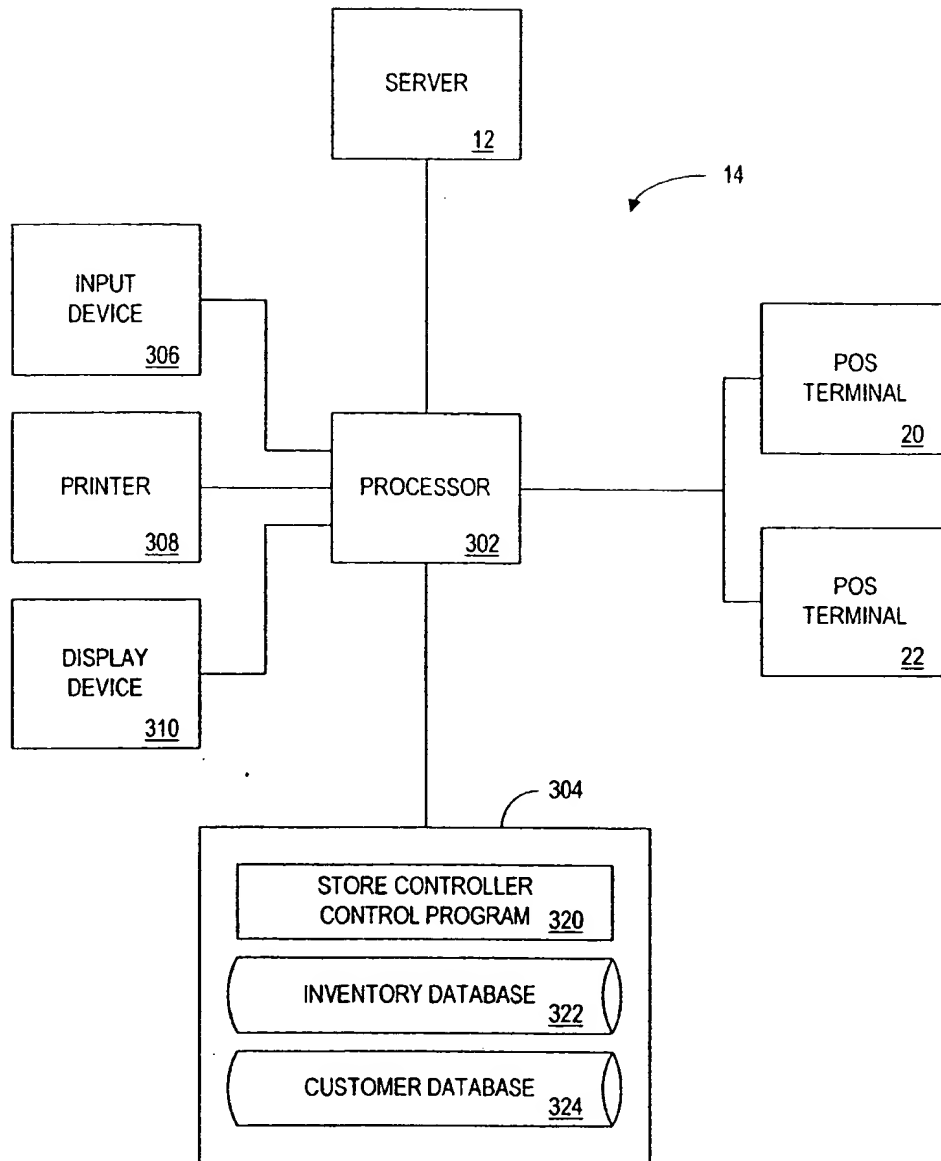 SERVER
12
14
INPUT
DEVICE
306
POS
TERMINAL
20
PRINTER
308
PROCESSOR
302
POS
TERMINAL
22
DISPLAY
DEVICE
310
304
STORE CONTROLLER
CONTROL PROGRAM
320
INVENTORY DATABASE
322
CUSTOMER DATABASE
324